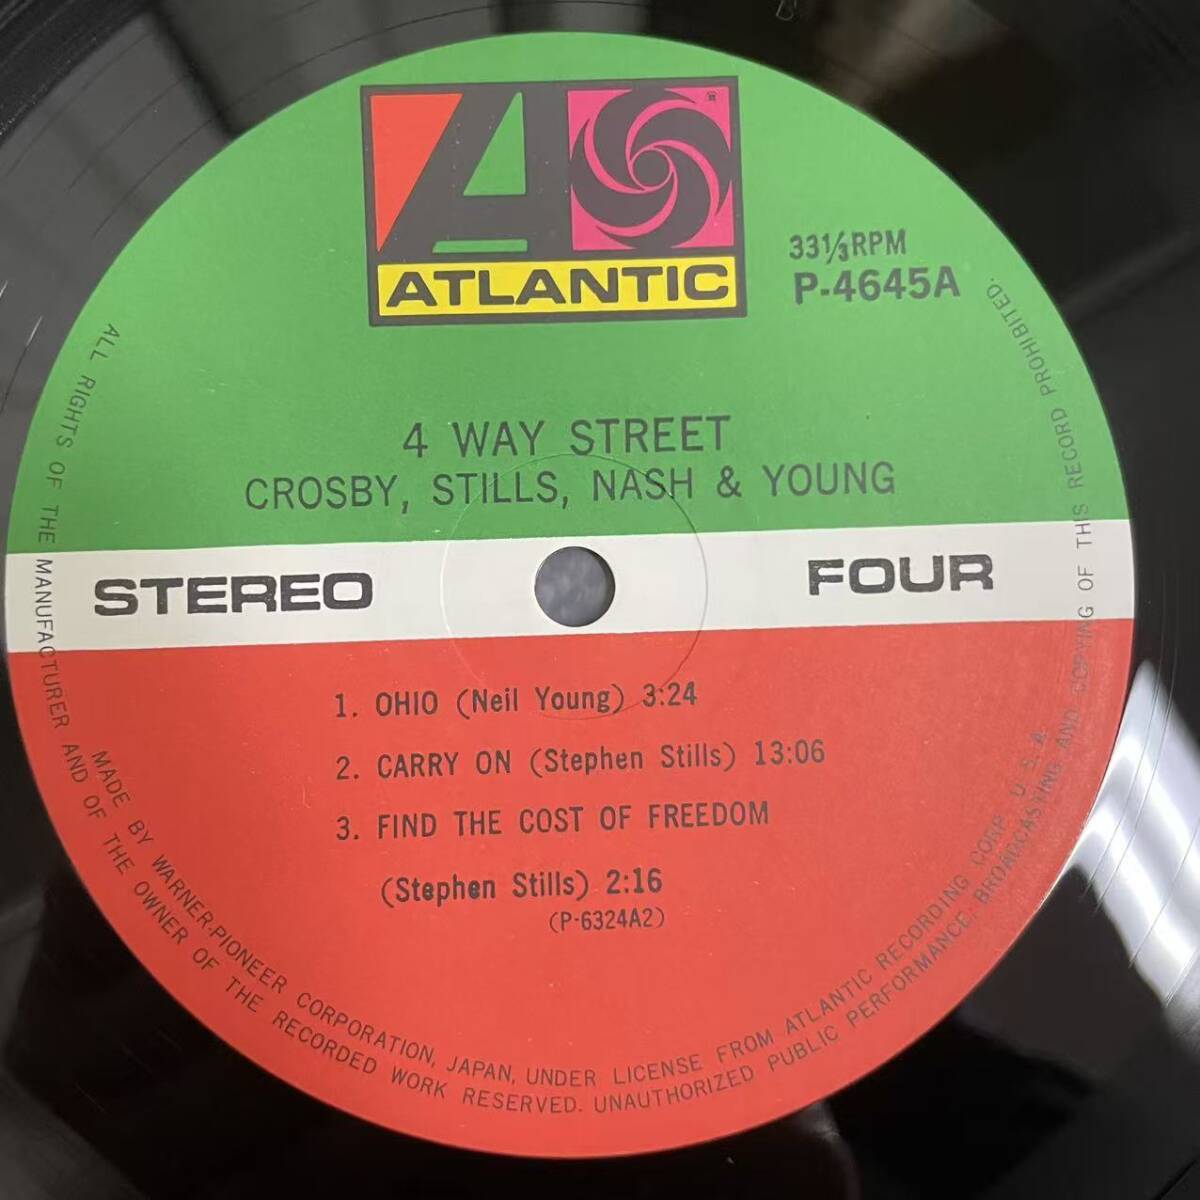 ATLANTIC
33⅓RPM
P-4645A
4 WAY STREET
CROSBY, STILLS, NASH & YOUNG
STEREO
FOUR
1. OHIO (Neil Young) 3:24
2. CARRY ON (Stephen Stills) 13:06
3. FIND THE COST OF FREEDOM
(Stephen Stills) 2:16
(P-6324A2)
MADE BY WARNER-PIONEER CORPORATION, JAPAN, UNDER LICENSE FROM ATLANTIC RECORDING CORP. U.S.A.
ALL RIGHTS OF THE MANUFACTURER AND OF THE OWNER OF THE RECORDED WORK RESERVED. UNAUTHORIZED PUBLIC PERFORMANCE, BROADCASTING AND COPYING OF THIS RECORD PROHIBITED.